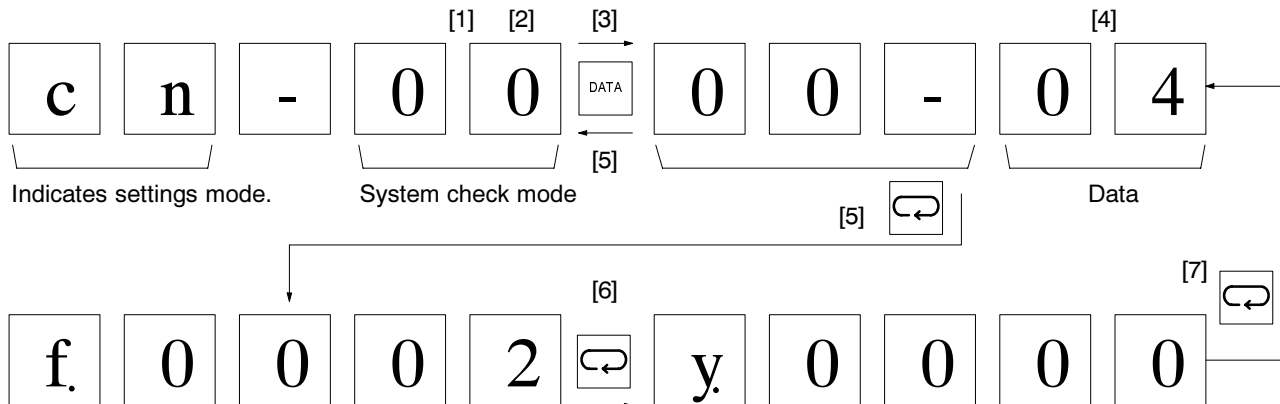 [1] [2] [3] [4]
c n - 0 0 DATA 0 0 - 0 4
[5]
Indicates settings mode. System check mode Data
[5]
[7]
[6]
f. 0 0 0 2 y. 0 0 0 0